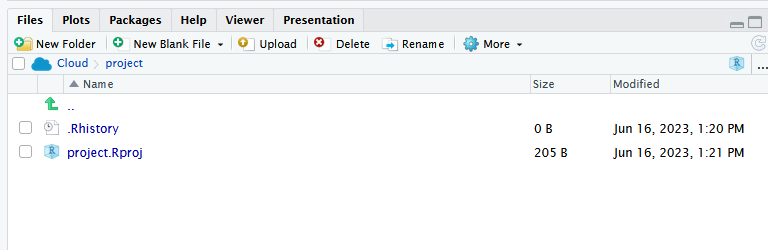 Files Plots Packages Help Viewer Presentation
New Folder New Blank File Upload Delete Rename More
Cloud project R ...
Name Size Modified
..
.Rhistory 0 B Jun 16, 2023, 1:20 PM
R project.Rproj 205 B Jun 16, 2023, 1:21 PM